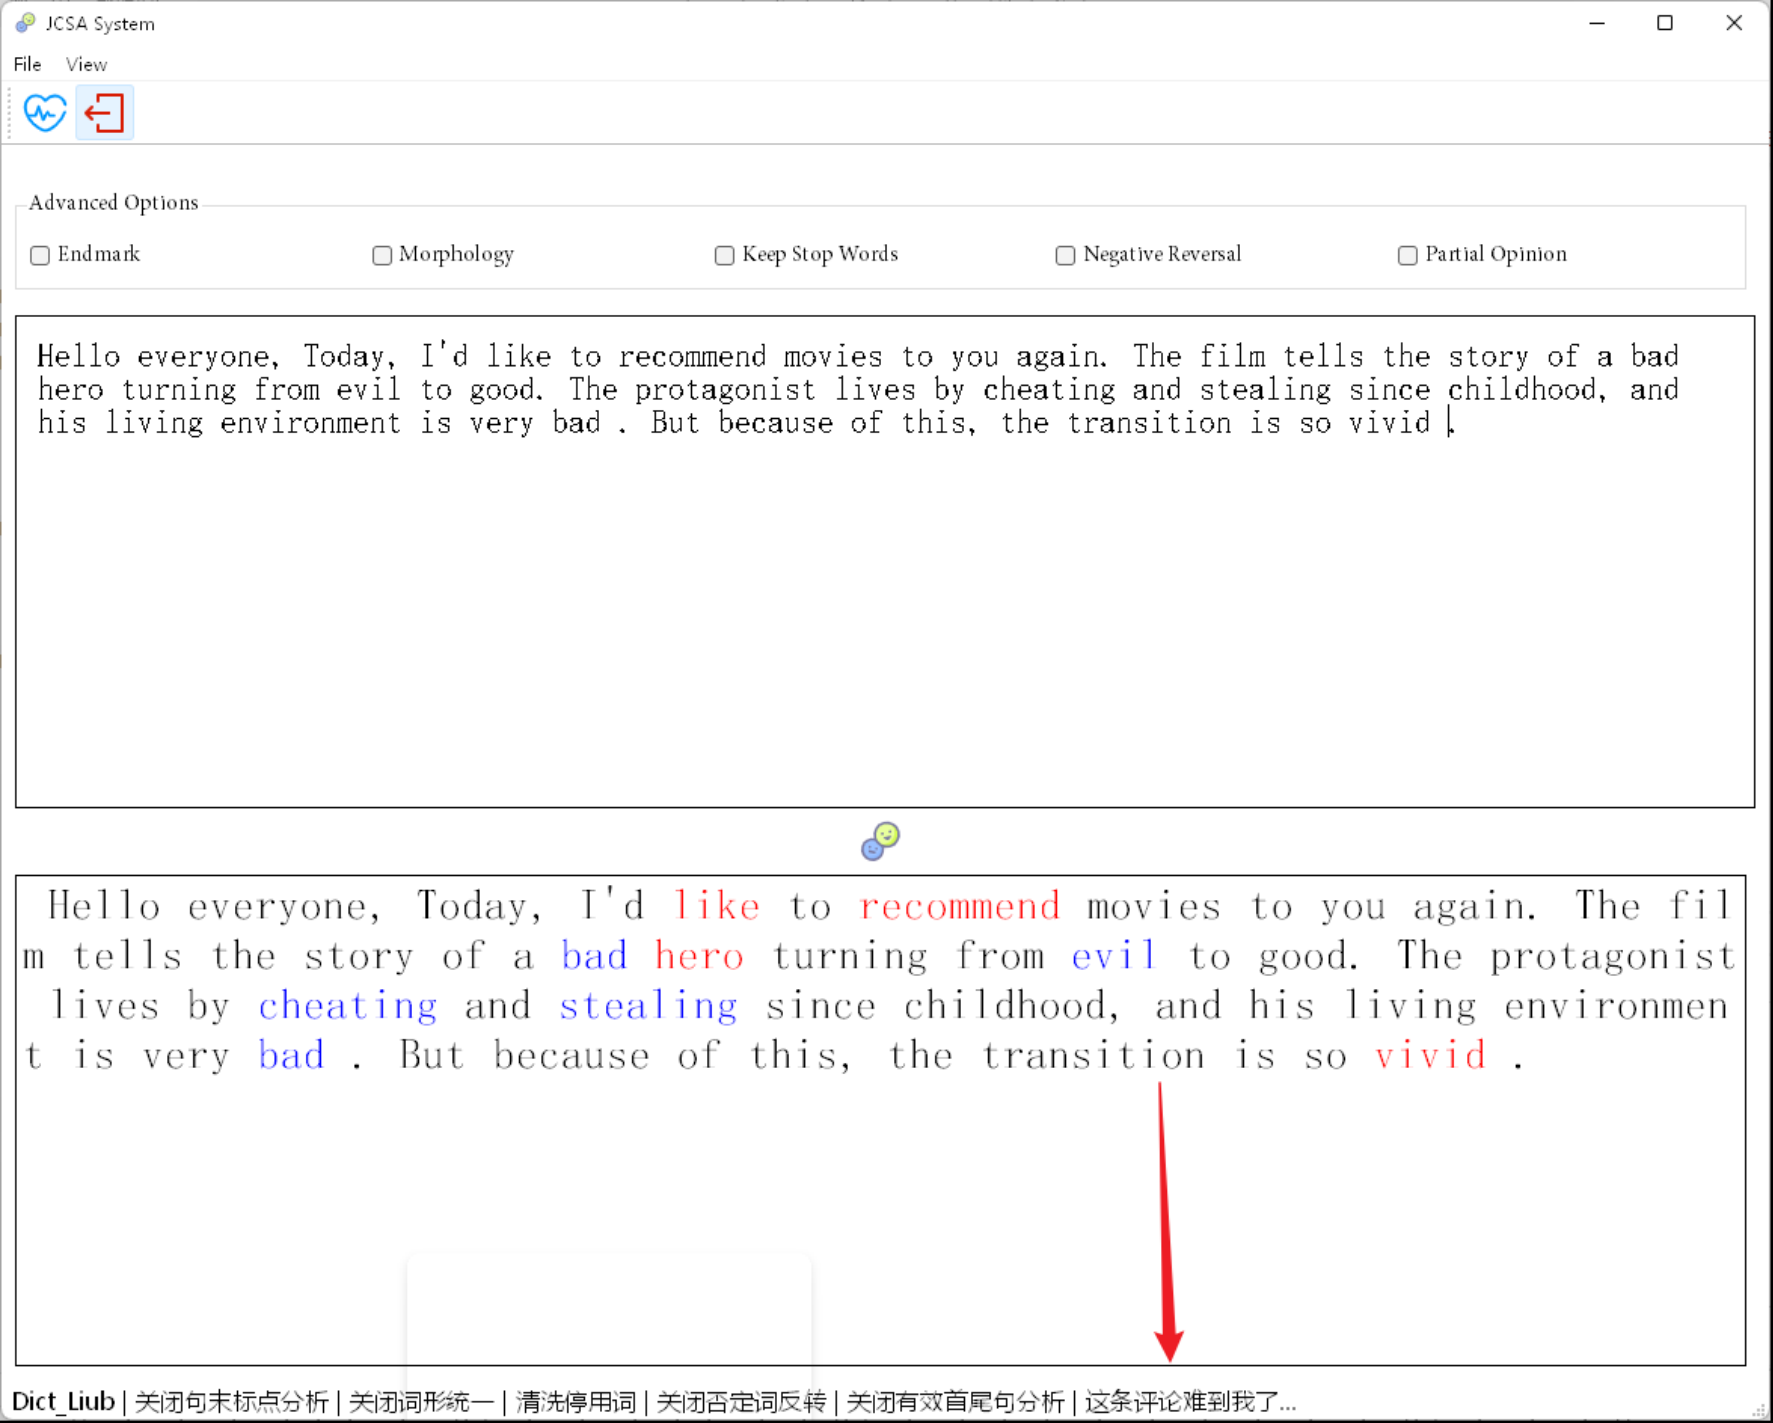 JCSA System
File View
Advanced Options
Endmark Morphology Keep Stop Words Negative Reversal Partial Opinion
Hello everyone, Today, I'd like to recommend movies to you again. The film tells the story of a bad
hero turning from evil to good. The protagonist lives by cheating and stealing since childhood, and
his living environment is very bad . But because of this, the transition is so vivid .
Hello everyone, Today, I'd like to recommend movies to you again. The fil
m tells the story of a bad hero turning from evil to good. The protagonist
lives by cheating and stealing since childhood, and his living environmen
t is very bad . But because of this, the transition is so vivid .
Dict_Liub | 关闭句末标点分析 | 关闭词形统一 | 清洗停用词 | 关闭否定词反转 | 关闭有效首尾句分析 | 这条评论难到我了...